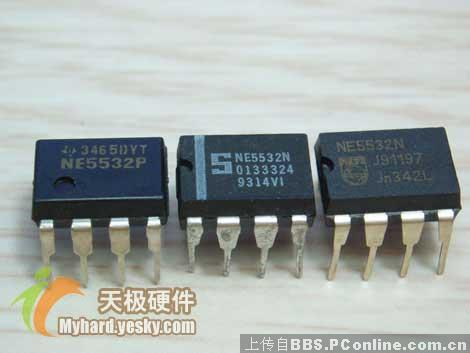 3465DYT
NE5532P
S
NE5532N
0133324
9314VI
NE5532N
J91197
Jn342L
天极硬件
Myhard.yesky.com
上传自BBS.PConline.com.cn